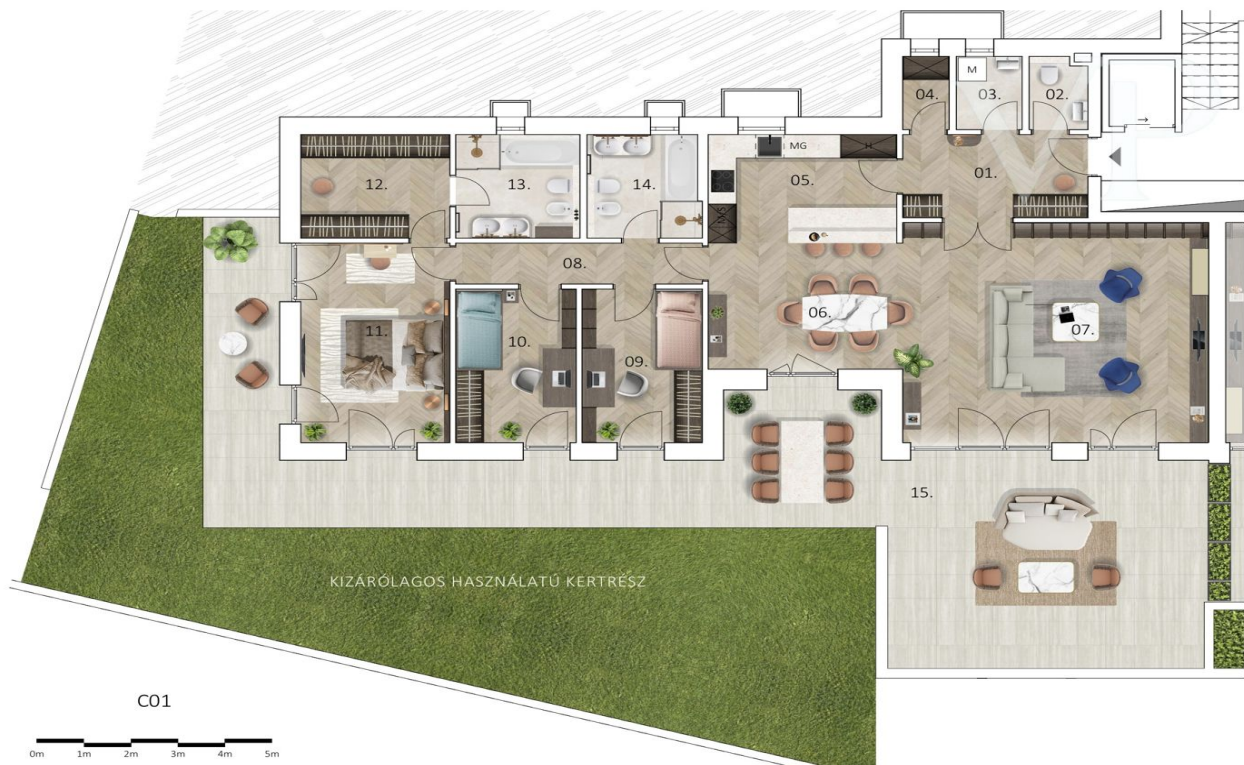 04.
M
03.
02.
01.
MG
H
05.
12.
13.
14.
08.
06.
07.
11.
10.
09.
15.
KIZÁRÓLAGOS HASZNÁLATÚ KERTRÉSZ
C01
0m 1m 2m 3m 4m 5m